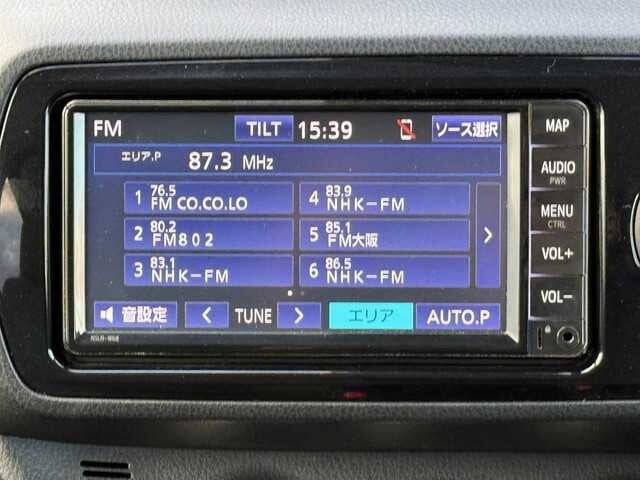 FM TILT 15:39 ソース選択
エリア.P 87.3 MHz
1 76.5 FM CO.CO.LO
4 83.9 NHK-FM
2 80.2 FM802
5 85.1 FM大阪
3 83.1 NHK-FM
6 86.5 NHK-FM
音設定 < TUNE > エリア AUTO.P
MAP
AUDIO
PWR
MENU
CTRL
VOL+
VOL-